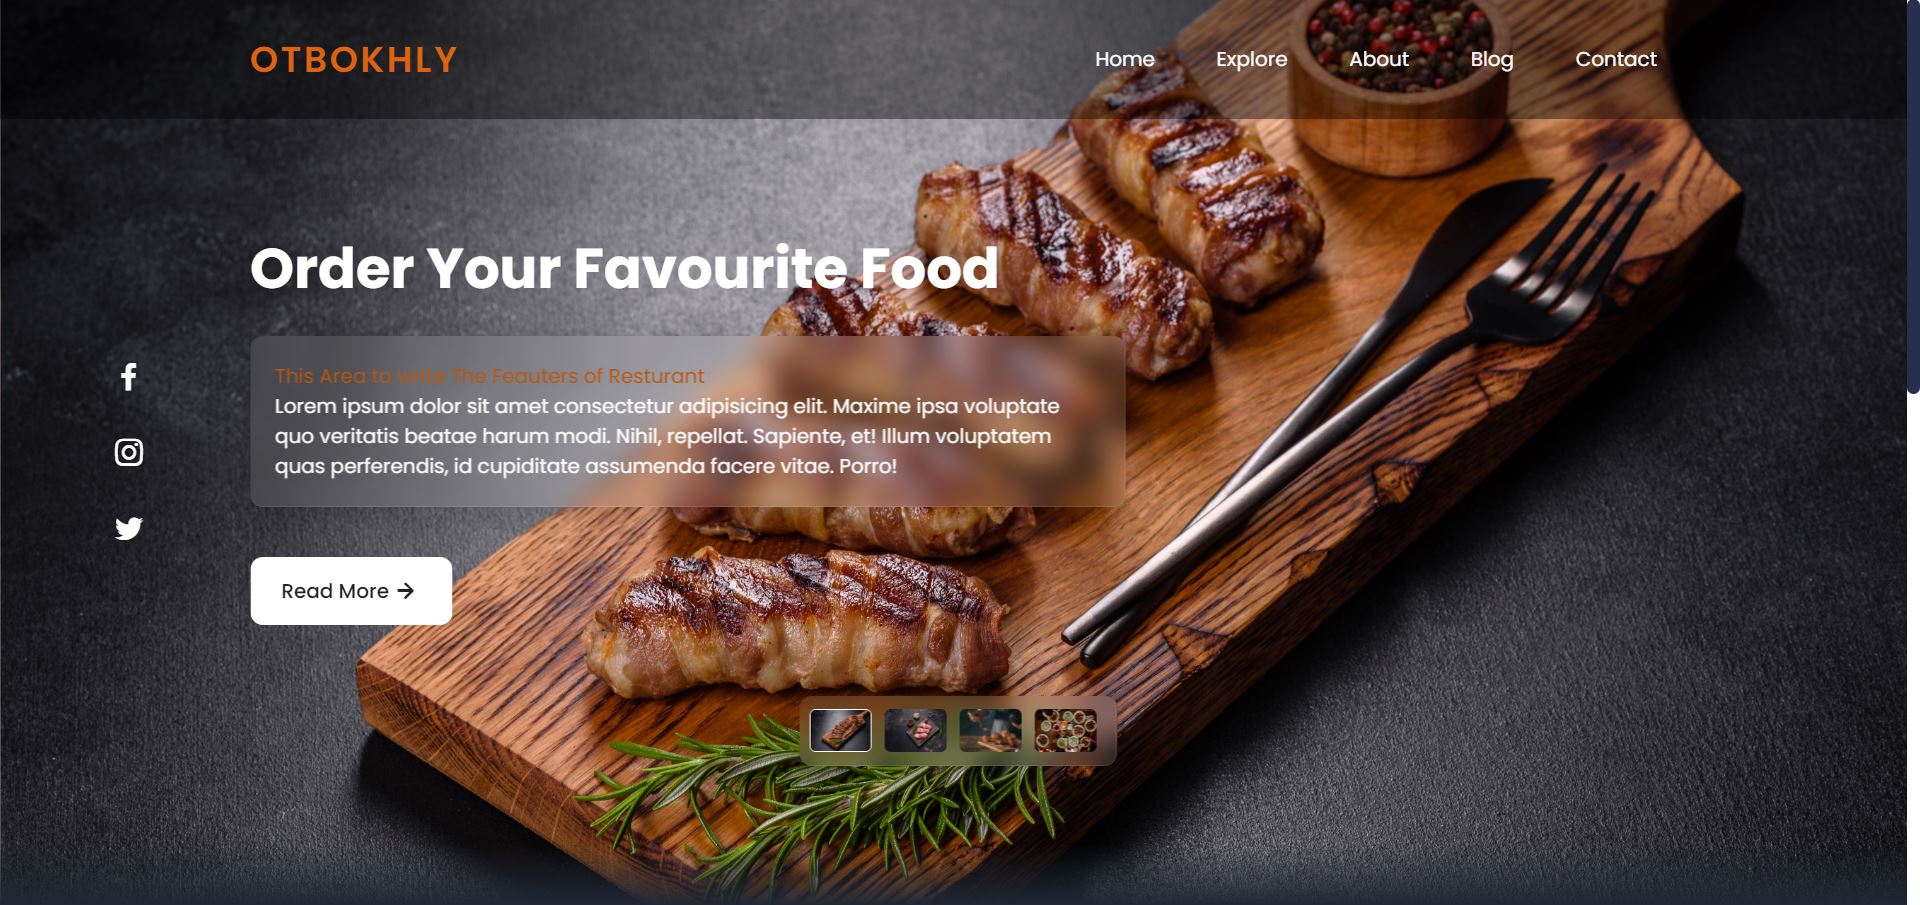 OTBOKHLY
Home Explore About Blog Contact
Order Your Favourite Food
This Area to write The Feauters of Resturant
Lorem ipsum dolor sit amet consectetur adipisicing elit. Maxime ipsa voluptate
quo veritatis beatae harum modi. Nihil, repellat. Sapiente, et! Illum voluptatem
quas perferendis, id cupiditate assumenda facere vitae. Porro!
Read More